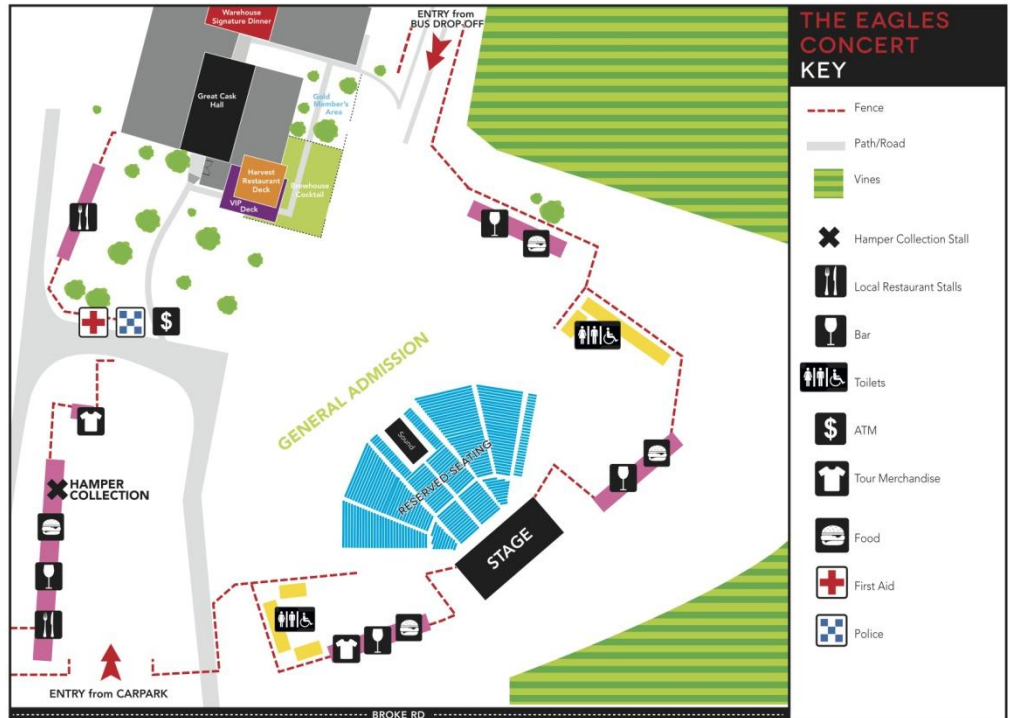 Warehouse
Signature Dinner
ENTRY from
BUS DROP-OFF
Great Cask
Hall
Gold
Member's
Area
Harvest
Restaurant
Deck
Brewhouse
Cocktail
VIP
Deck
$
GENERAL ADMISSION
Sound
RESERVED SEATING
STAGE
HAMPER
COLLECTION
ENTRY from CARPARK
BROKE RD
THE EAGLES
CONCERT
KEY
Fence
Path/Road
Vines
Hamper Collection Stall
Local Restaurant Stalls
Bar
Toilets
$
ATM
Tour Merchandise
Food
First Aid
Police